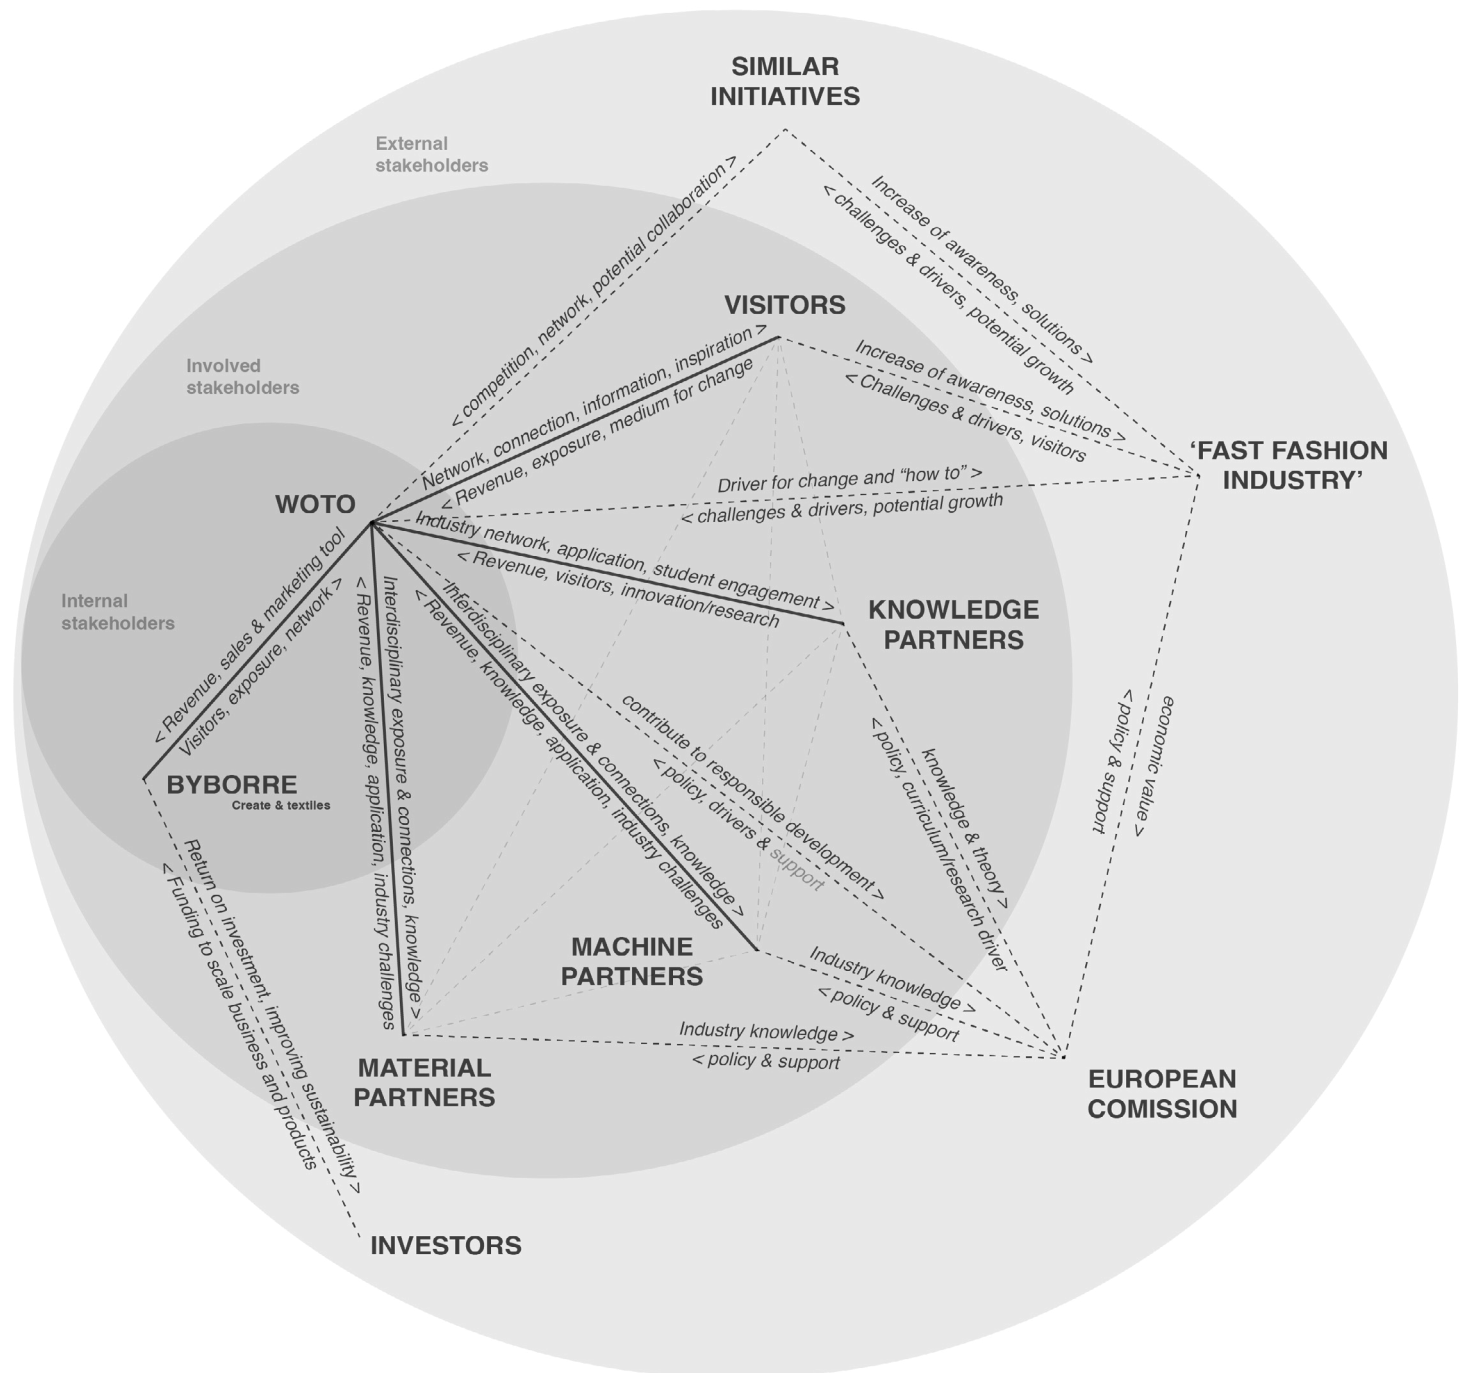 SIMILAR
INITIATIVES
External
stakeholders
< competition, network, potential collaboration >
Increase of awareness, solutions >
< challenges & drivers, potential growth
VISITORS
Involved
stakeholders
Network, connection, information, inspiration >
< Revenue, exposure, medium for change
Increase of awareness, solutions >
< Challenges & drivers, visitors
'FAST FASHION
INDUSTRY'
WOTO
Driver for change and “how to” >
< challenges & drivers, potential growth
Industry network, application, student engagement >
< Revenue, visitors, innovation/research
Internal
stakeholders
KNOWLEDGE
PARTNERS
< Revenue, sales & marketing tool
Visitors, exposure, network >
< Revenue, knowledge, application, industry challenges
Interdisciplinary exposure & connections, knowledge >
Interdisciplinary exposure & connections, knowledge >
< Revenue, knowledge, application, industry challenges
contribute to responsible development >
< policy, drivers & support
knowledge & theory >
< policy, curriculum/research driver
economic value >
< policy & support
BYBORRE
Create & textiles
Return on investment, improving sustainability >
< Funding to scale business and products
MACHINE
PARTNERS
Industry knowledge >
< policy & support
Industry knowledge >
< policy & support
MATERIAL
PARTNERS
EUROPEAN
COMISSION
INVESTORS